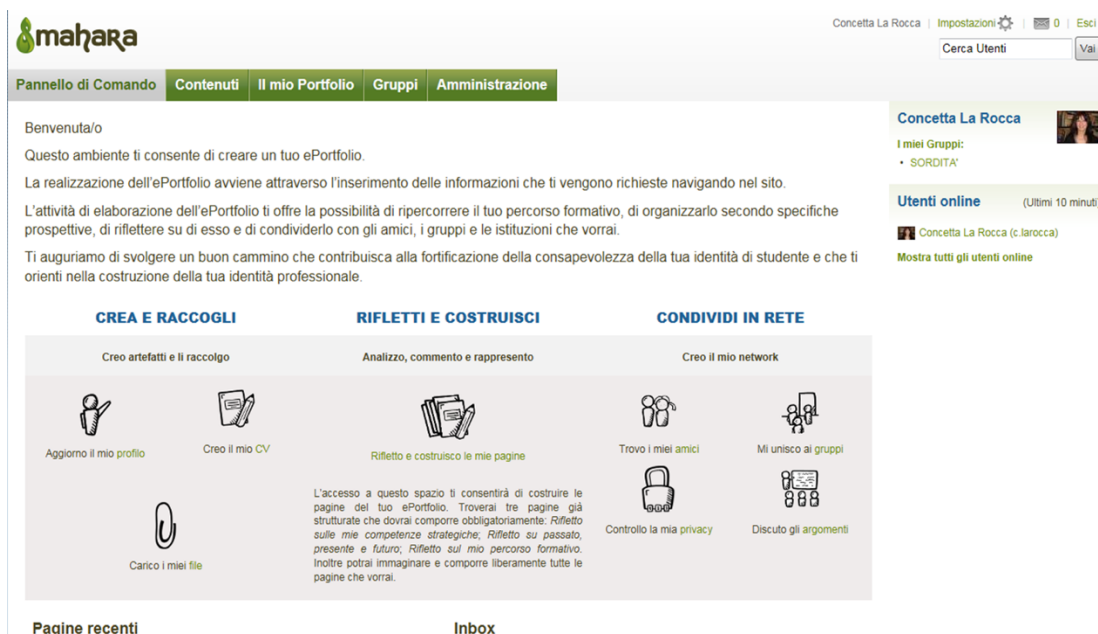 mahara
Concetta La Rocca | Impostazioni | 0 | Esci
Cerca Utenti Vai
Pannello di Comando Contenuti Il mio Portfolio Gruppi Amministrazione
Benvenuta/o
Questo ambiente ti consente di creare un tuo ePortfolio.
La realizzazione dell'ePortfolio avviene attraverso l'inserimento delle informazioni che ti vengono richieste navigando nel sito.
L'attività di elaborazione dell'ePortfolio ti offre la possibilità di ripercorrere il tuo percorso formativo, di organizzarlo secondo specifiche
prospettive, di riflettere su di esso e di condividerlo con gli amici, i gruppi e le istituzioni che vorrai.
Ti auguriamo di svolgere un buon cammino che contribuisca alla fortificazione della consapevolezza della tua identità di studente e che ti
orienti nella costruzione della tua identità professionale.
Concetta La Rocca
I miei Gruppi:
• SORDITA'
Utenti online (Ultimi 10 minuti)
Concetta La Rocca (c.larocca)
Mostra tutti gli utenti online
CREA E RACCOGLI
Creo artefatti e li raccolgo
Aggiorno il mio profilo
Creo il mio CV
Carico i miei file
RIFLETTI E COSTRUISCI
Analizzo, commento e rappresento
Rifletto e costruisco le mie pagine
L'accesso a questo spazio ti consentirà di costruire le
pagine del tuo ePortfolio. Troverai tre pagine già
strutturate che dovrai comporre obbligatoriamente: Rifletto
sulle mie competenze strategiche; Rifletto su passato,
presente e futuro; Rifletto sul mio percorso formativo.
Inoltre potrai immaginare e comporre liberamente tutte le
pagine che vorrai.
CONDIVIDI IN RETE
Creo il mio network
Trovo i miei amici
Mi unisco ai gruppi
Controllo la mia privacy
Discuto gli argomenti
Pagine recenti
Inbox